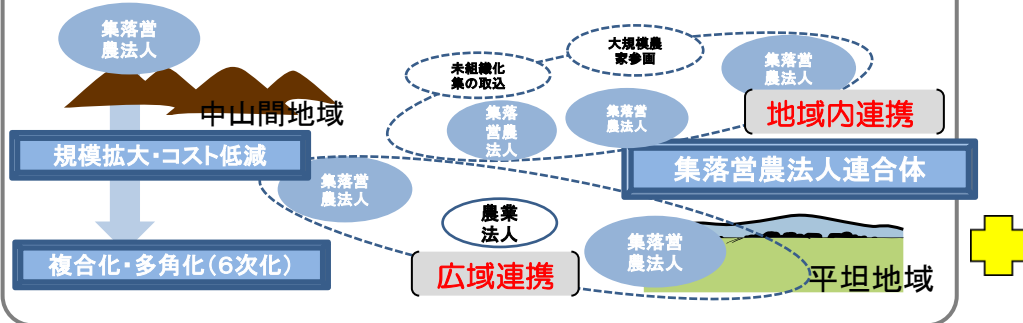 集落営
農法人
大規模農
家参画
未組織化
集の取込
集落営
農法人
中山間地域
集落
営農法
人
集落営
農法人
地域内連携
規模拡大・コスト低減
集落営農法人連合体
集落営
農法人
農業
法人
集落営
農法人
複合化・多角化(6次化)
広域連携
平坦地域